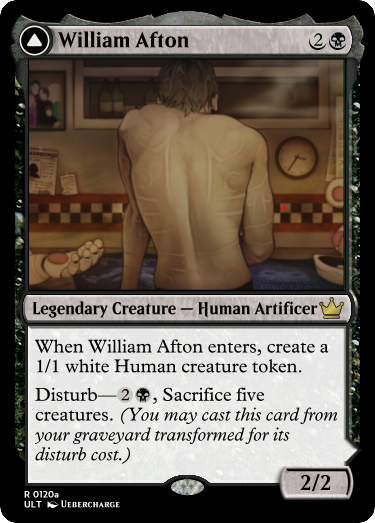 William Afton 2
Legendary Creature — Human Artificer
When William Afton enters, create a
1/1 white Human creature token.
Disturb—2, Sacrifice five
creatures. (You may cast this card from
your graveyard transformed for its
disturb cost.)
2/2
R 0120a
ULT Uebercharge